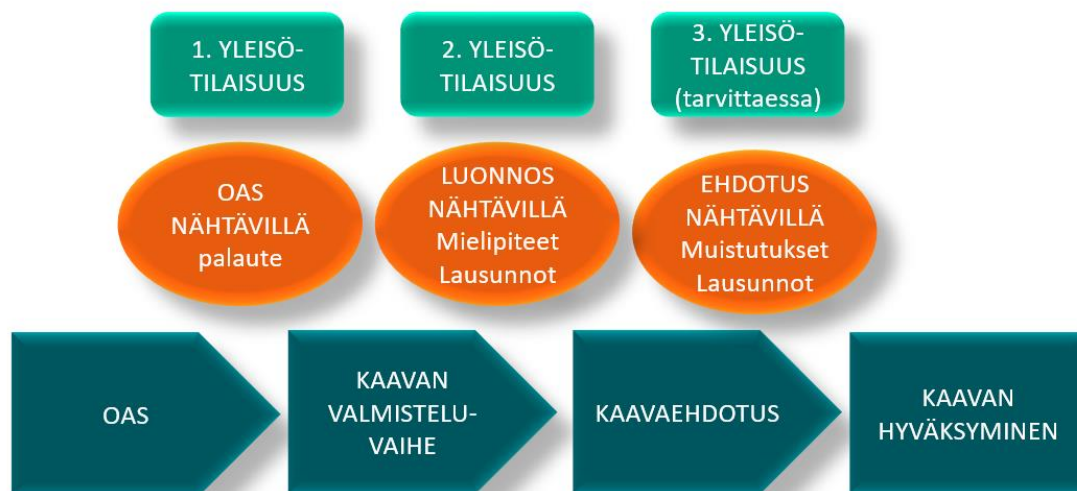 1. YLEISÖ-
TILAISUUS
2. YLEISÖ-
TILAISUUS
3. YLEISÖ-
TILAISUUS
(tarvittaessa)
OAS
NÄHTÄVILLÄ
palaute
LUONNOS
NÄHTÄVILLÄ
Mielipiteet
Lausunnot
EHDOTUS
NÄHTÄVILLÄ
Muistutukset
Lausunnot
OAS
KAAVAN
VALMISTELU-
VAIHE
KAAVAEHDOTUS
KAAVAN
HYVÄKSYMINEN